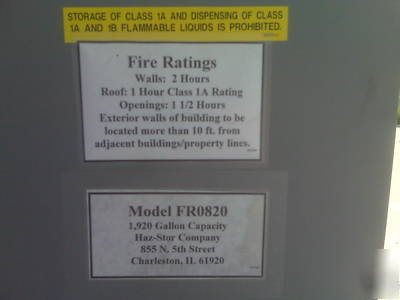 STORAGE OF CLASS 1A AND DISPENSING OF CLASS
1A AND 1B FLAMMABLE LIQUIDS IS PROHIBITED.
Fire Ratings
Walls: 2 Hours
Roof: 1 Hour Class 1A Rating
Openings: 1 1/2 Hours
Exterior walls of building to be
located more than 10 ft. from
adjacent buildings/property lines.
Model FR0820
1,920 Gallon Capacity
Haz-Stor Company
855 N. 5th Street
Charleston, IL 61920